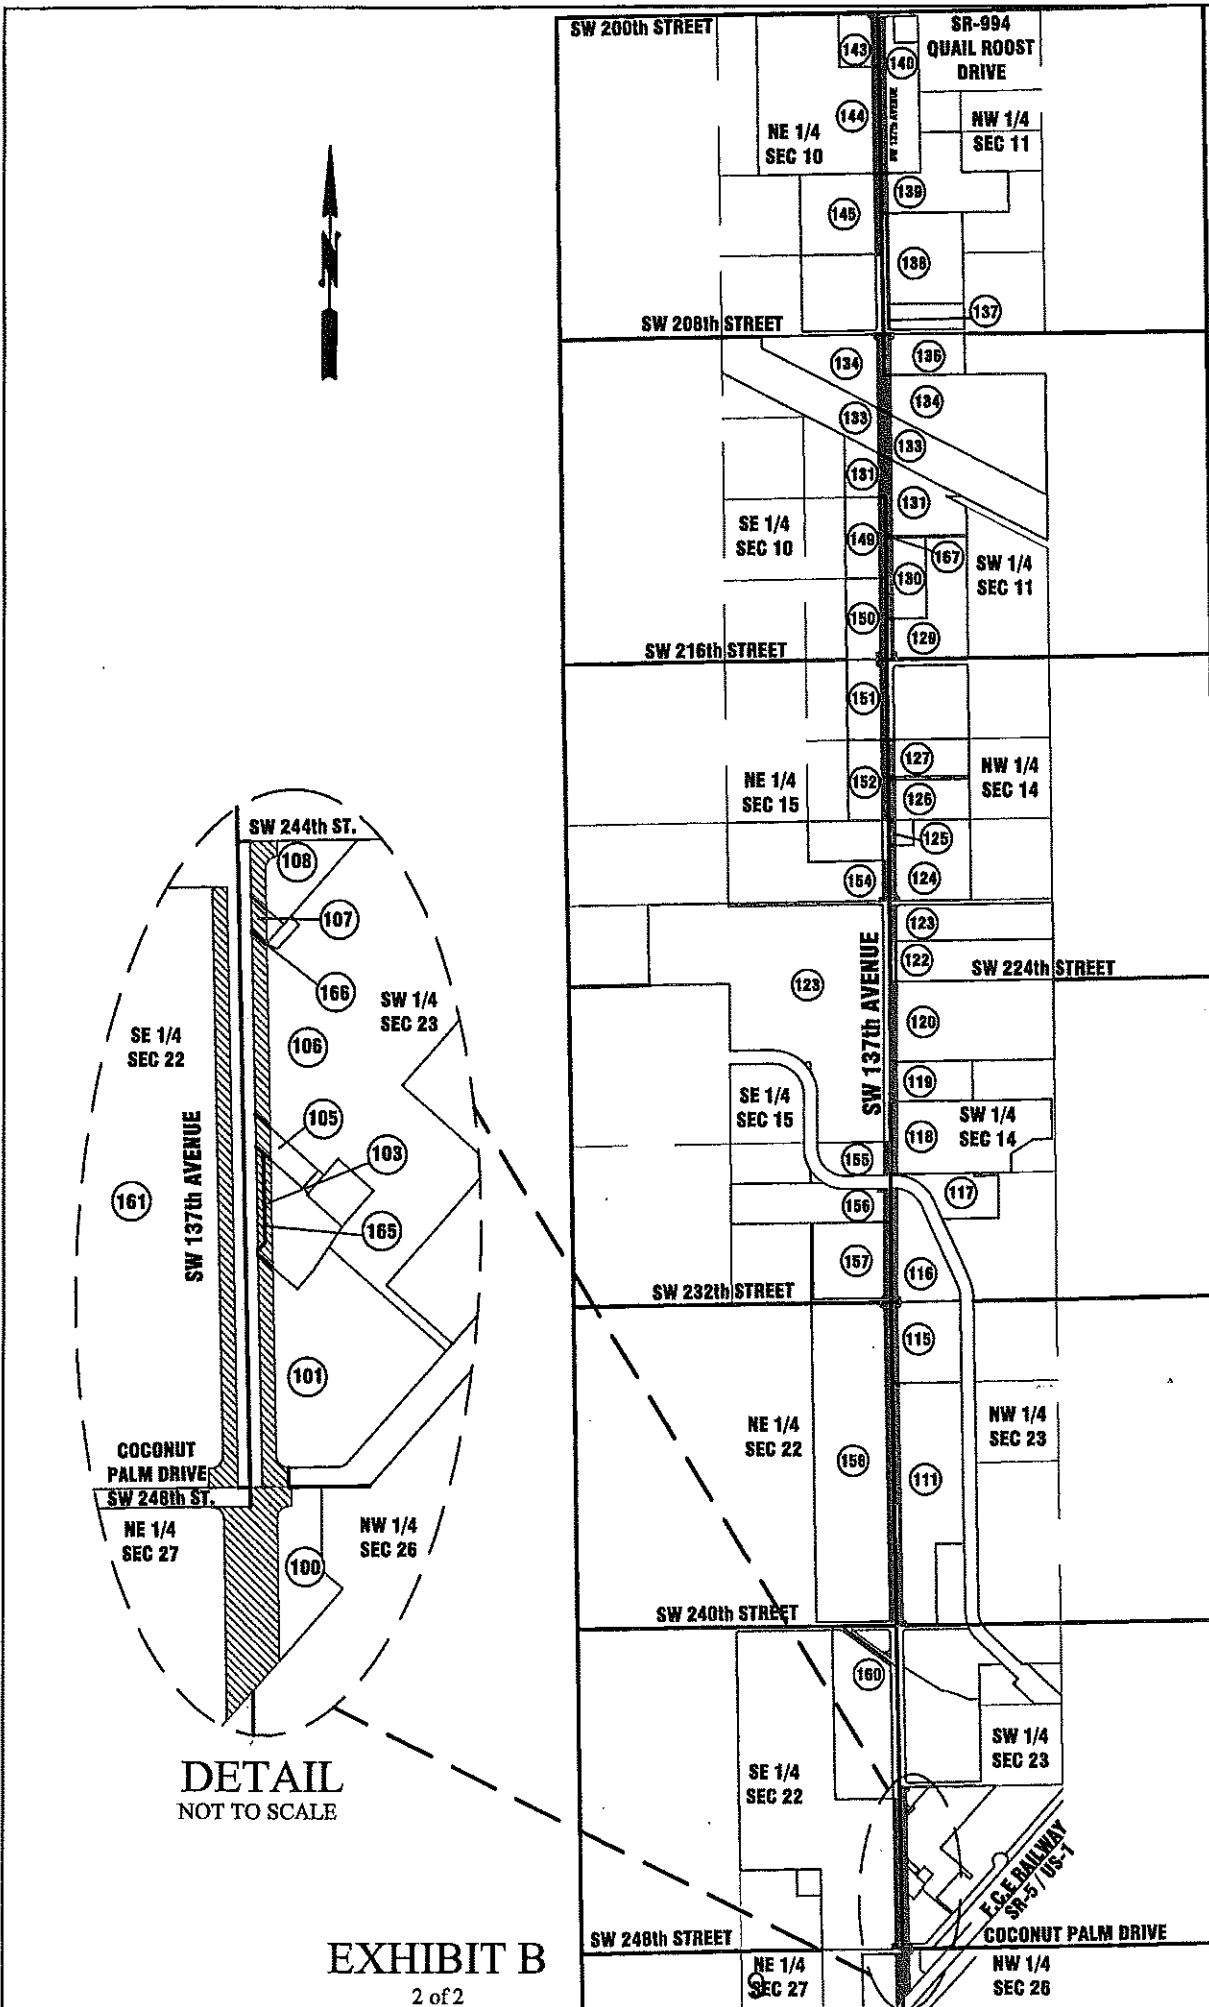 SW 200th STREET
SR-994
QUAIL ROOST
DRIVE
143
140
144
SW 137th AVENUE
NE 1/4
SEC 10
NW 1/4
SEC 11
139
145
138
137
SW 208th STREET
134
136
134
133
133
131
131
SE 1/4
SEC 10
149
167
130
SW 1/4
SEC 11
150
129
SW 216th STREET
151
127
NE 1/4
SEC 15
152
126
NW 1/4
SEC 14
125
154
124
123
122
SW 224th STREET
123
SW 137th AVENUE
120
119
SE 1/4
SEC 15
118
SW 1/4
SEC 14
155
117
156
157
116
SW 232th STREET
115
NE 1/4
SEC 22
158
NW 1/4
SEC 23
111
SW 240th STREET
160
SE 1/4
SEC 22
SW 1/4
SEC 23
F.C.E RAILWAY
SR-5 / US-1
SW 248th STREET
COCONUT PALM DRIVE
NE 1/4
SEC 27
9
NW 1/4
SEC 26
N
SW 244th ST.
108
107
166
SW 1/4
SEC 23
SE 1/4
SEC 22
106
105
103
SW 137th AVENUE
161
165
101
COCONUT
PALM DRIVE
SW 248th ST.
NE 1/4
SEC 27
NW 1/4
SEC 26
100
DETAIL
NOT TO SCALE
EXHIBIT B
2 of 2